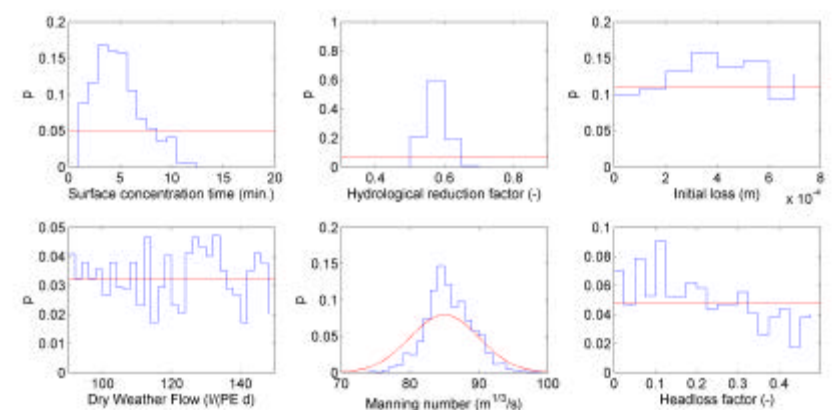 0.2
0.15
0.1
0.05
0
p
0 5 10 15 20
Surface concentration time (min.)
1
0.8
0.6
0.4
0.2
0
p
0.4 0.6 0.8
Hydrological reduction factor (-)
0.2
0.15
0.1
0.05
0
p
0 2 4 6 8
Initial loss (m)
x 10⁻⁴
0.05
0.04
0.03
0.02
0.01
0
p
100 120 140
Dry Weather Flow (l/(PE d)
0.2
0.15
0.1
0.05
0
p
70 80 90 100
Manning number (m^1/3/s)
0.1
0.08
0.06
0.04
0.02
0
p
0 0.1 0.2 0.3 0.4
Headloss factor (-)